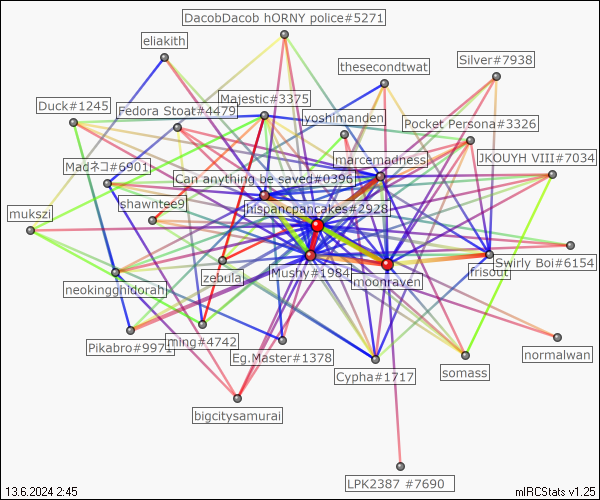 DacobDacob hORNY police#5271
eliakith
thesecondtwat
Silver#7938
Duck#1245
Fedora Stoat#4479
Majestic#3375
yoshimanden
Pocket Persona#3326
Madネコ#6901
marcemadness
JKOUYH VIII#7034
Can anything be saved#0396
mukszi
shawntee9
hispancpancakes#2928
neokingghidorah
zebula
Mushy#1984
moonraven
frisout
Swirly Boi#6154
Pikabro#9971
ming#4742
Eg.Master#1378
Cypha#1717
somass
normalwan
bigcitysamurai
LPK2387 #7690
13.6.2024 2:45
mIRCStats v1.25